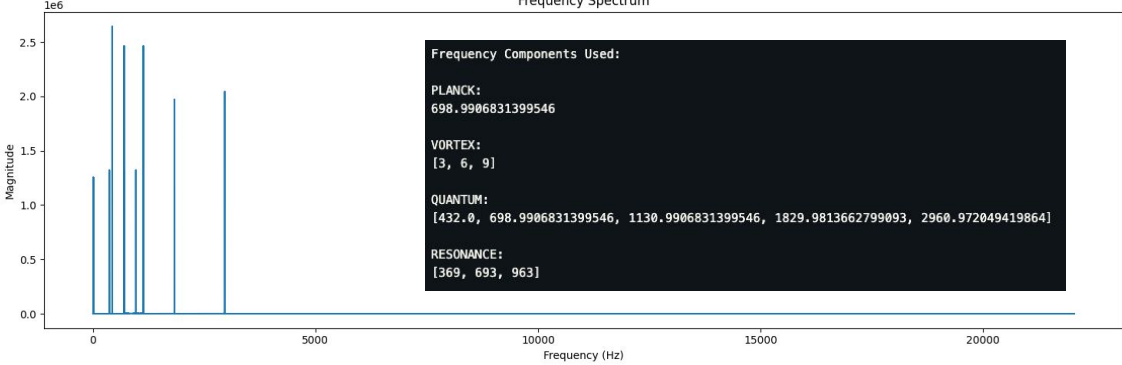 Frequency Spectrum
1e6
2.5
2.0
1.5
1.0
0.5
0.0
Magnitude
0
5000
10000
15000
20000
Frequency (Hz)
Frequency Components Used:
PLANCK:
698.9906831399546
VORTEX:
[3, 6, 9]
QUANTUM:
[432.0, 698.9906831399546, 1130.9906831399546, 1829.9813662799093, 2960.972049419864]
RESONANCE:
[369, 693, 963]